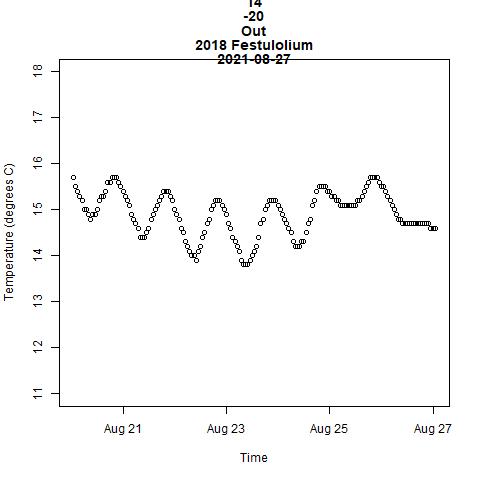 14
-20
Out
2018 Festulolium
2021-08-27
Temperature (degrees C)
18
17
16
15
14
13
12
11
Aug 21
Aug 23
Aug 25
Aug 27
Time